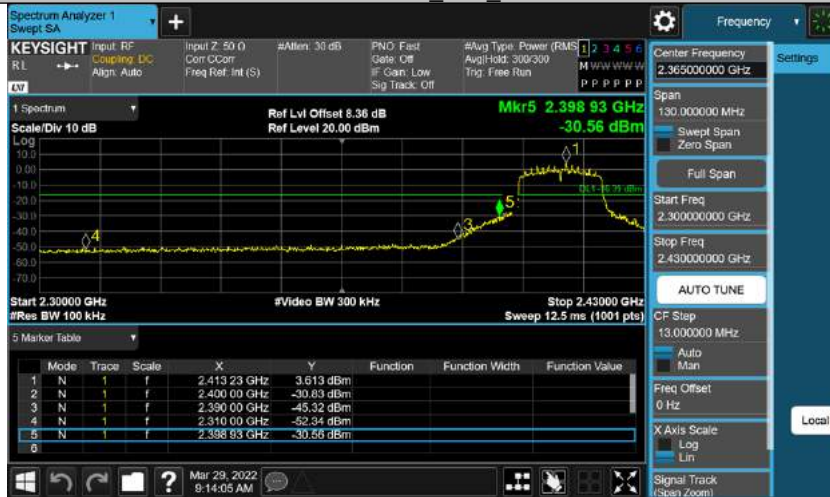 Spectrum Analyzer 1
Swept SA
+
Frequency
KEYSIGHT
RL
Input: RF
Coupling: DC
Align: Auto
Input Z: 50 Ω
Corr CCorr
Freq Ref: Int (S)
#Atten: 30 dB
PNO: Fast
Gate: Off
IF Gain: Low
Sig Track: Off
#Avg Type: Power (RMS
Avg|Hold: 300/300
Trig: Free Run
1 2 3 4 5 6
M W W W W W
P P P P P P
LXI
1 Spectrum
Scale/Div 10 dB
Ref Lvl Offset 8.36 dB
Ref Level 20.00 dBm
Mkr5 2.398 93 GHz
-30.56 dBm
Log
10.0
0.00
-10.0
-20.0
-30.0
-40.0
-50.0
-60.0
-70.0
1
5
3
4
Start 2.30000 GHz
#Res BW 100 kHz
#Video BW 300 kHz
Stop 2.43000 GHz
Sweep 12.5 ms (1001 pts)
5 Marker Table
Mode Trace Scale X Y Function Function Width Function Value
1 N 1 f 2.413 23 GHz 3.613 dBm
2 N 1 f 2.400 00 GHz -30.83 dBm
3 N 1 f 2.390 00 GHz -45.32 dBm
4 N 1 f 2.310 00 GHz -52.34 dBm
5 N 1 f 2.398 93 GHz -30.56 dBm
6
Mar 29, 2022
9:14:05 AM
?
Center Frequency
2.365000000 GHz
Span
130.000000 MHz
Swept Span
Zero Span
Full Span
Start Freq
2.300000000 GHz
Stop Freq
2.430000000 GHz
AUTO TUNE
CF Step
13.000000 MHz
Auto
Man
Freq Offset
0 Hz
X Axis Scale
Log
Lin
Signal Track
(Span Zoom)
Settings
Local